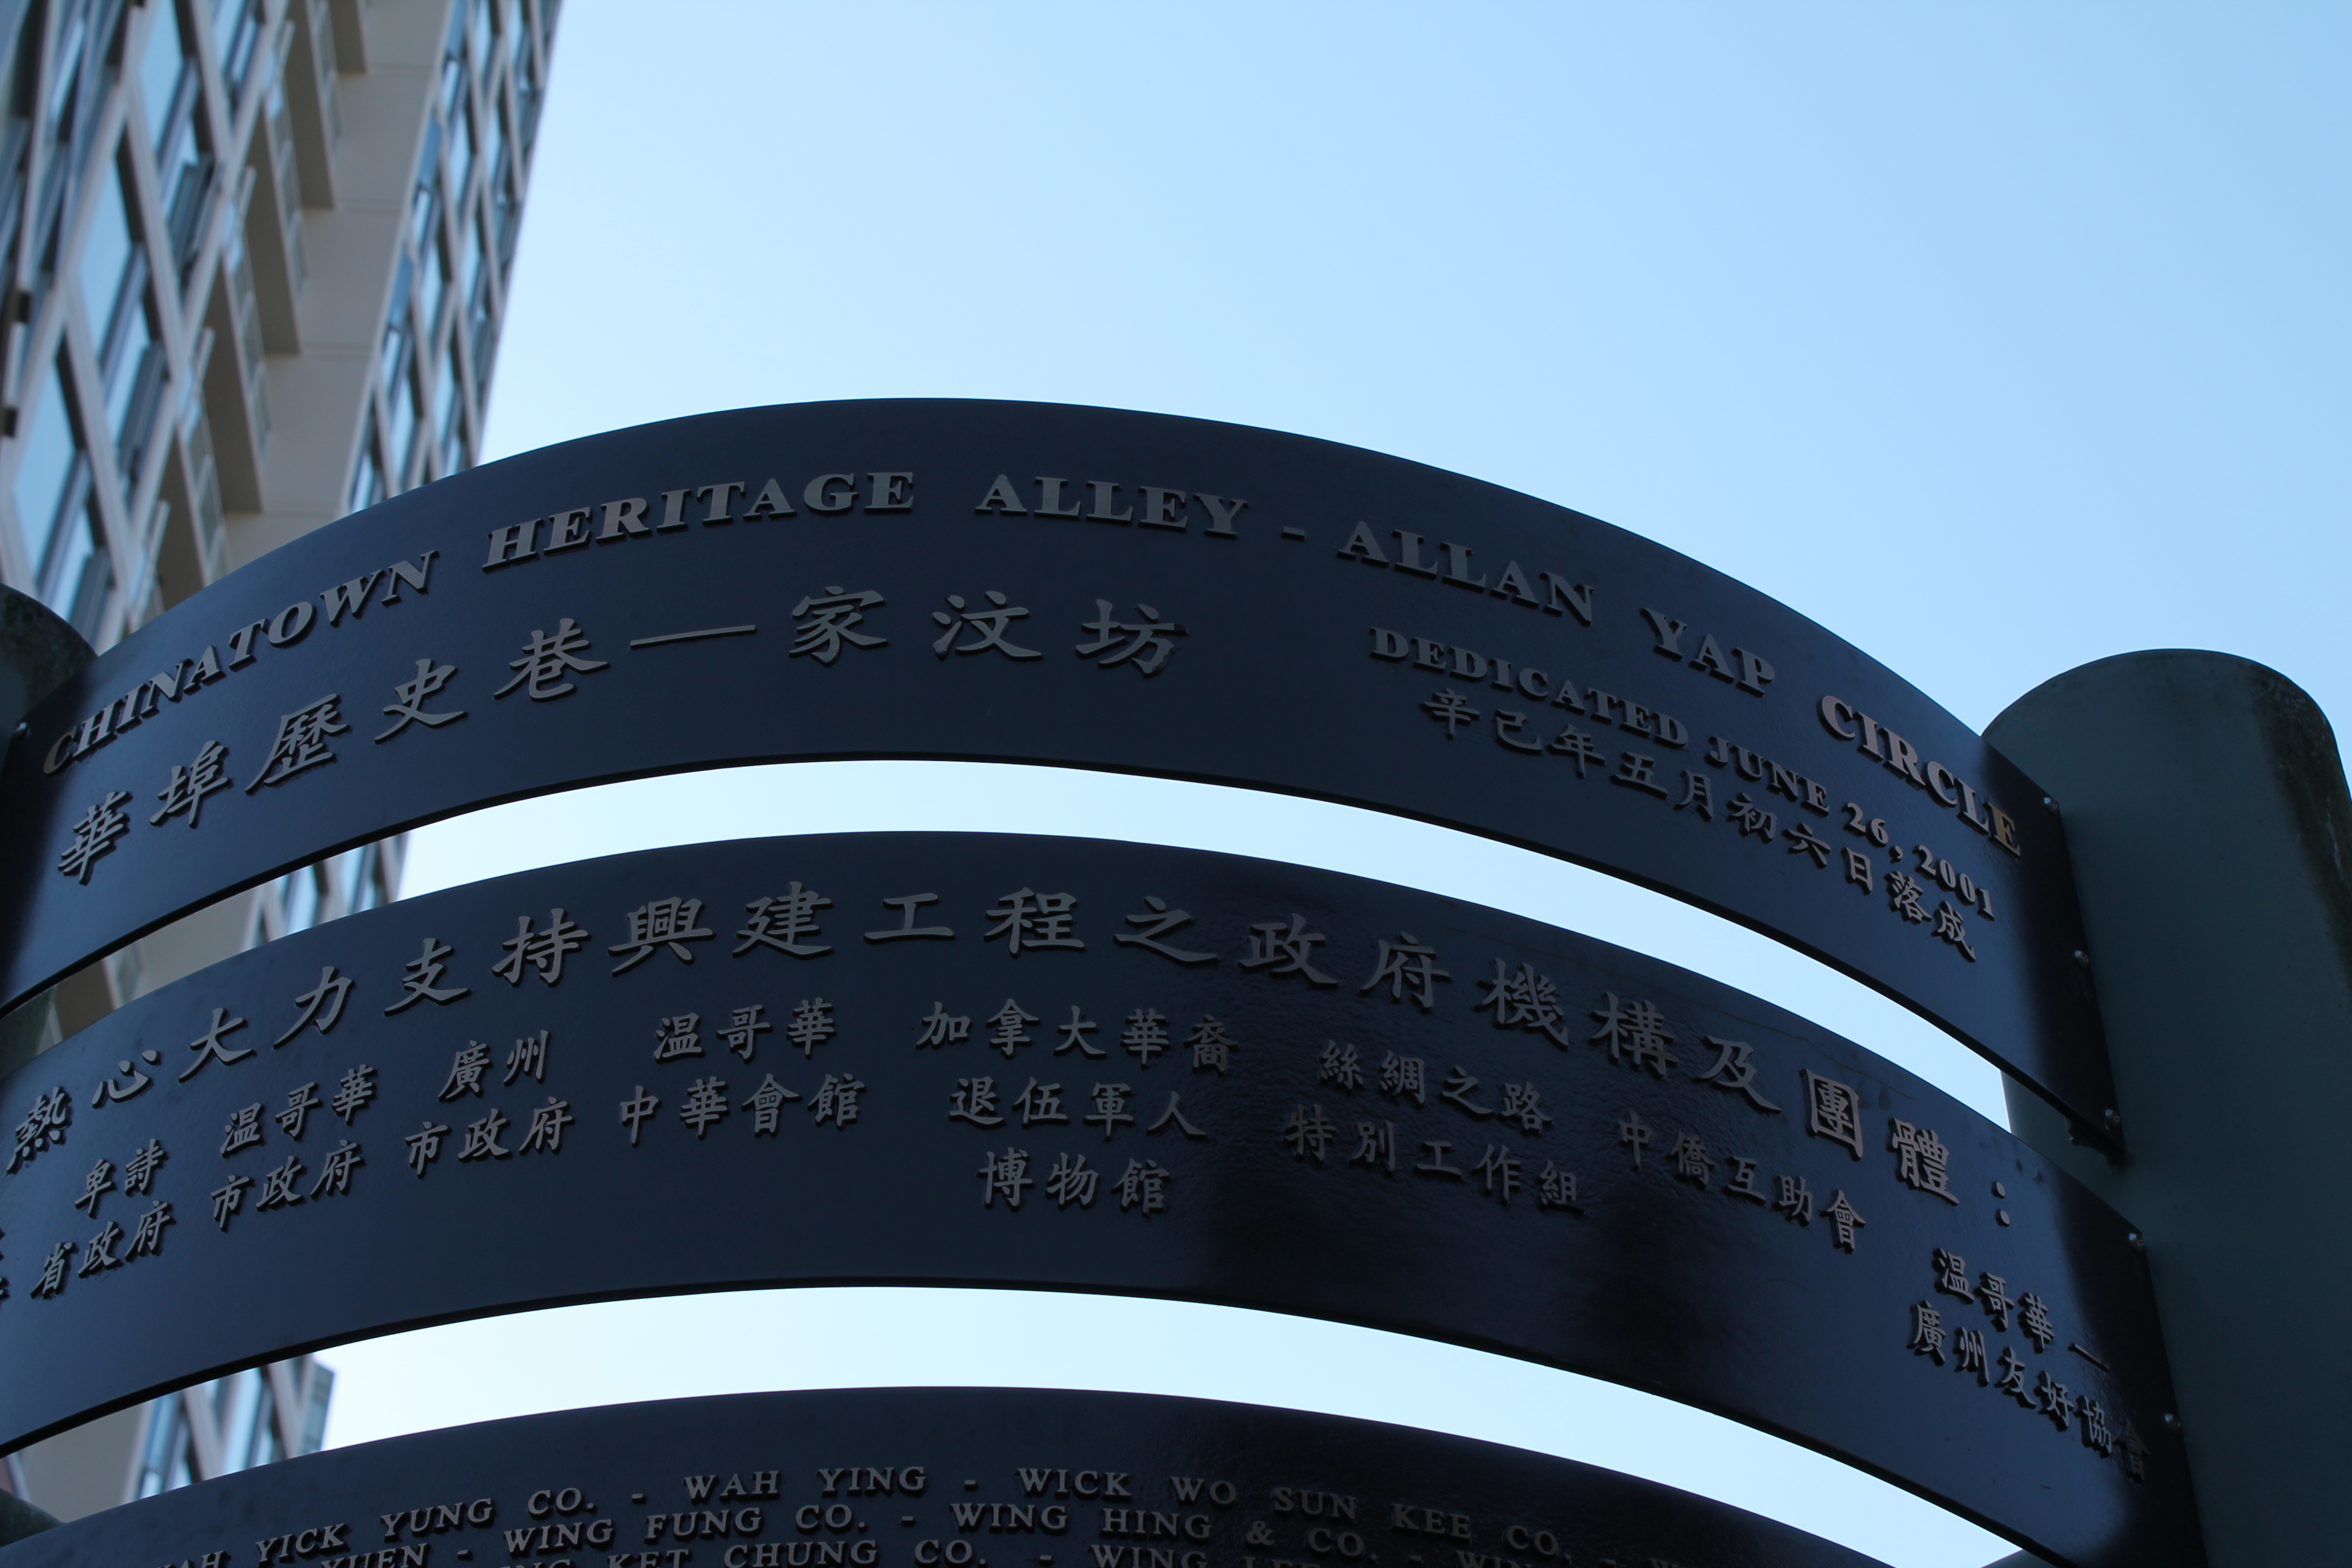 CHINATOWN HERITAGE ALLEY - ALLAN YAP CIRCLE
華埠歷史巷—家汶坊
DEDICATED JUNE 26, 2001
辛己年五月初六日落成
熱心大力支持興建工程之政府機構及團體：
卑詩
省政府
温哥華
市政府
廣州
市政府
温哥華
中華會館
加拿大華裔
退伍軍人
博物館
絲綢之路
特別工作組
中僑互助會
温哥華—
廣州友好協會
YICK YUNG CO. - WAH YING - WICK WO SUN KEE CO. -
- WING FUNG CO. - WING HING & CO. -
KET CHUNG CO. - WING